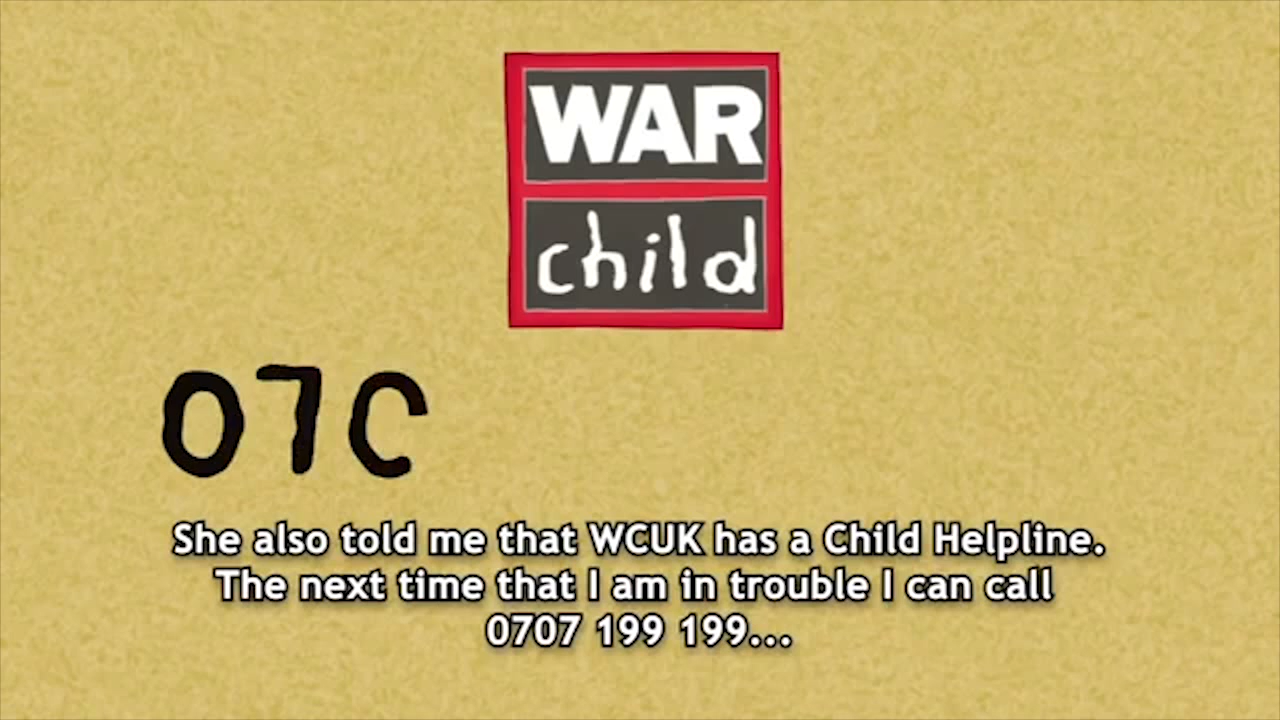 WAR
child
07C
She also told me that WCUK has a Child Helpline.
The next time that I am in trouble I can call
0707 199 199...